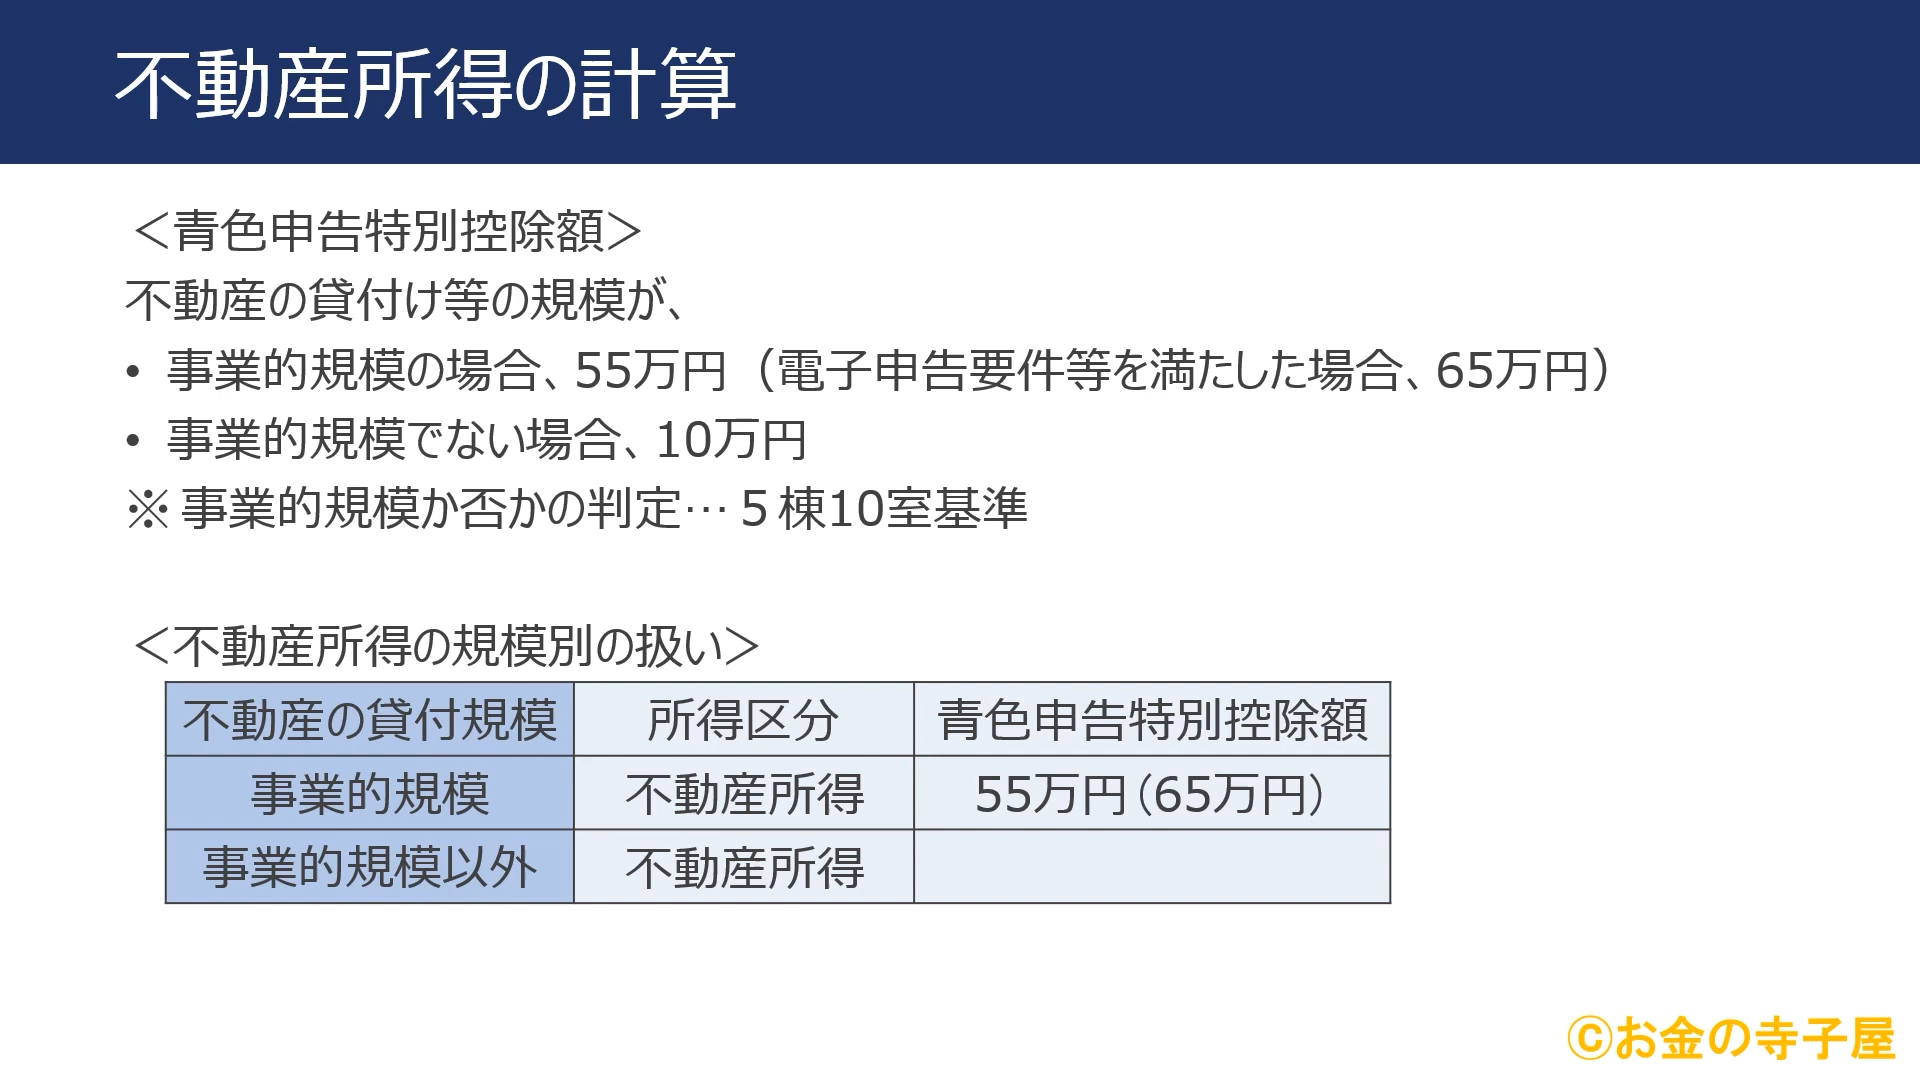 不動産所得の計算
＜青色申告特別控除額＞
不動産の貸付け等の規模が、
• 事業的規模の場合、55万円（電子申告要件等を満たした場合、65万円）
• 事業的規模でない場合、10万円
※ 事業的規模か否かの判定…５棟10室基準
＜不動産所得の規模別の扱い＞
不動産の貸付規模 所得区分 青色申告特別控除額
事業的規模 不動産所得 55万円（65万円）
事業的規模以外 不動産所得
©お金の寺子屋